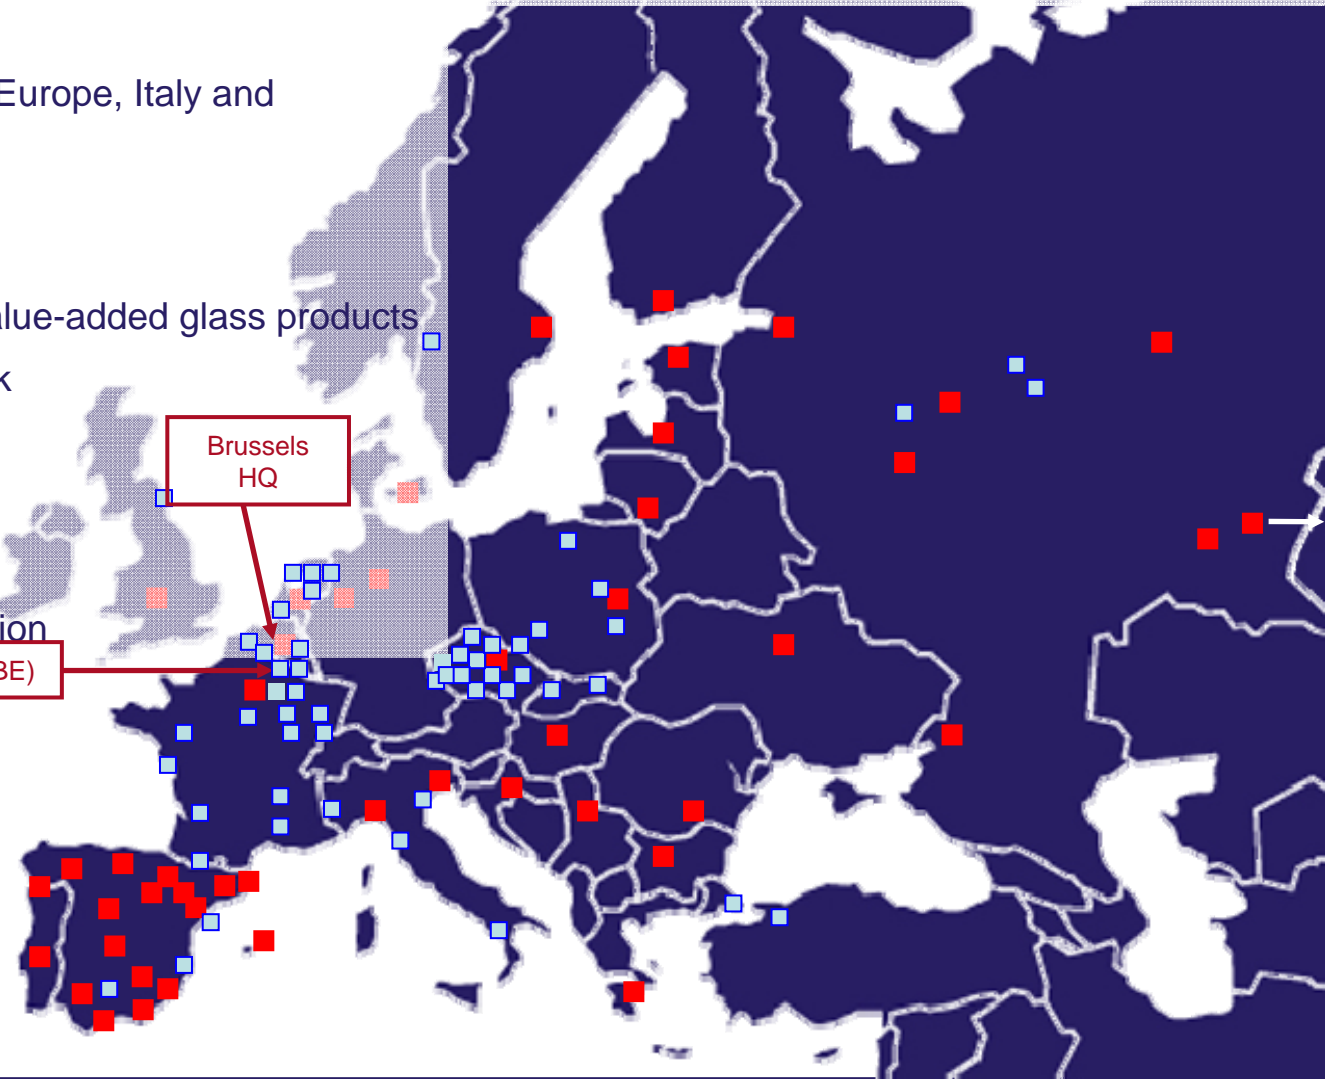 Europe, Italy and
alue-added glass products
k
Brussels
HQ
ion
BE)